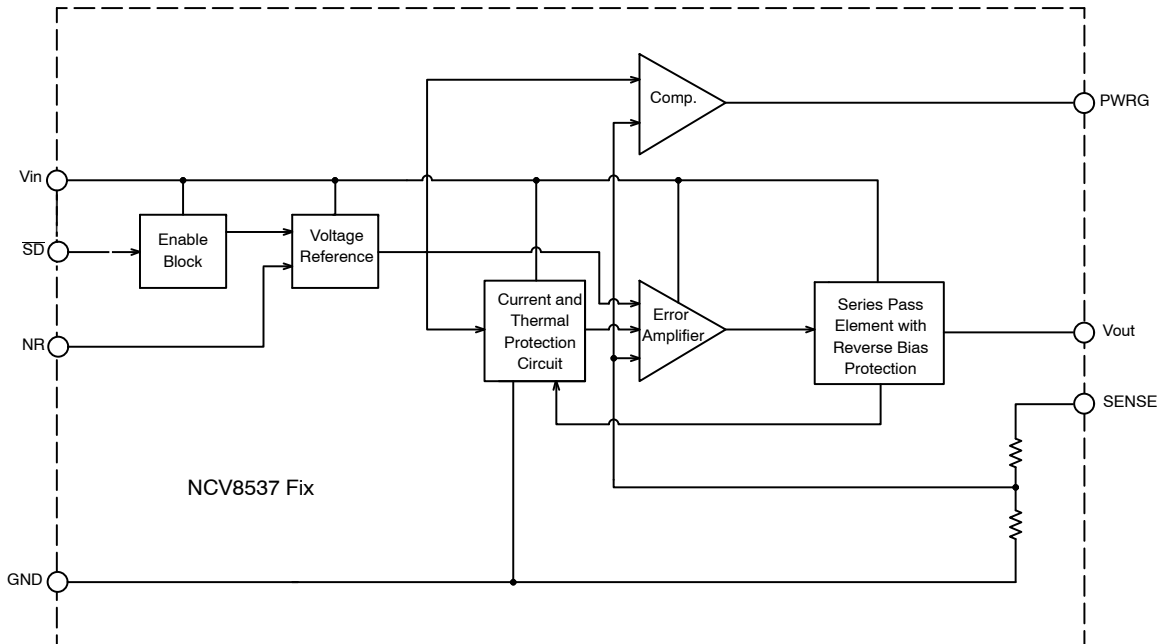 Comp.
PWRG
Vin
SD
Enable
Block
Voltage
Reference
NR
Current and
Thermal
Protection
Circuit
Error
Amplifier
Series Pass
Element with
Reverse Bias
Protection
Vout
SENSE
NCV8537 Fix
GND